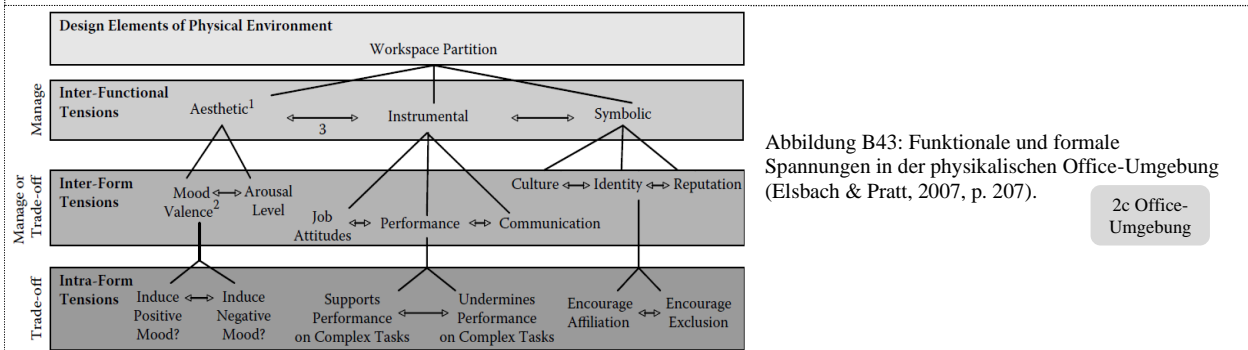 Design Elements of Physical Environment
Workspace Partition
Manage
Inter-Functional
Tensions
Aesthetic1
3
Instrumental
Symbolic
Manage or
Trade-off
Inter-Form
Tensions
Mood
Valence2
Arousal
Level
Job
Attitudes
Performance
Communication
Culture
Identity
Reputation
Trade-off
Intra-Form
Tensions
Induce
Positive
Mood?
Induce
Negative
Mood?
Supports
Performance
on Complex Tasks
Undermines
Performance
on Complex Tasks
Encourage
Affiliation
Encourage
Exclusion
Abbildung B43: Funktionale und formale
Spannungen in der physikalischen Office-Umgebung
(Elsbach & Pratt, 2007, p. 207).
2c Office-
Umgebung